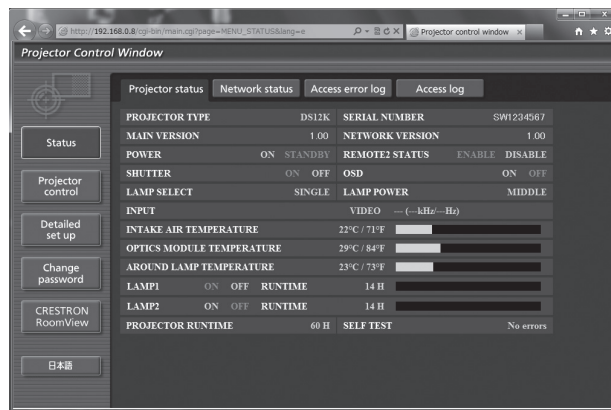 http://192.168.0.8/cgi-bin/main.cgi?page=MENU_STATUS&lang=e
Projector control window
Projector Control Window
Projector status Network status Access error log Access log
Status
Projector control
Detailed set up
Change password
CRESTRON RoomView
日本語
PROJECTOR TYPE DS12K SERIAL NUMBER SW1234567
MAIN VERSION 1.00 NETWORK VERSION 1.00
POWER ON STANDBY REMOTE2 STATUS ENABLE DISABLE
SHUTTER ON OFF OSD ON OFF
LAMP SELECT SINGLE LAMP POWER MIDDLE
INPUT VIDEO --- (---kHz/---Hz)
INTAKE AIR TEMPERATURE 22°C / 71°F
OPTICS MODULE TEMPERATURE 29°C / 84°F
AROUND LAMP TEMPERATURE 23°C / 73°F
LAMP1 ON OFF RUNTIME 14 H
LAMP2 ON OFF RUNTIME 14 H
PROJECTOR RUNTIME 60 H SELF TEST No errors